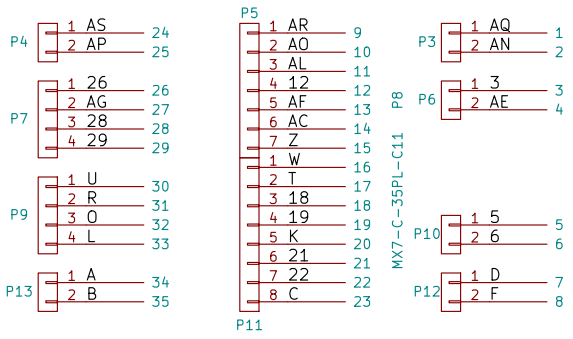 P4
1 AS 24
2 AP 25
P7
1 26 26
2 AG 27
3 28 28
4 29 29
P9
1 U 30
2 R 31
3 O 32
4 L 33
P13
1 A 34
2 B 35
P5
1 AR 9
2 AO 10
3 AL 11
4 12 12
5 AF 13
6 AC 14
7 Z 15
1 W 16
2 T 17
3 18 18
4 19 19
5 K 20
6 21 21
7 22 22
8 C 23
P11
P8
MX7-C-35PL-C11
P3
1 AQ 1
2 AN 2
P6
1 3 3
2 AE 4
P10
1 5 5
2 6 6
P12
1 D 7
2 F 8